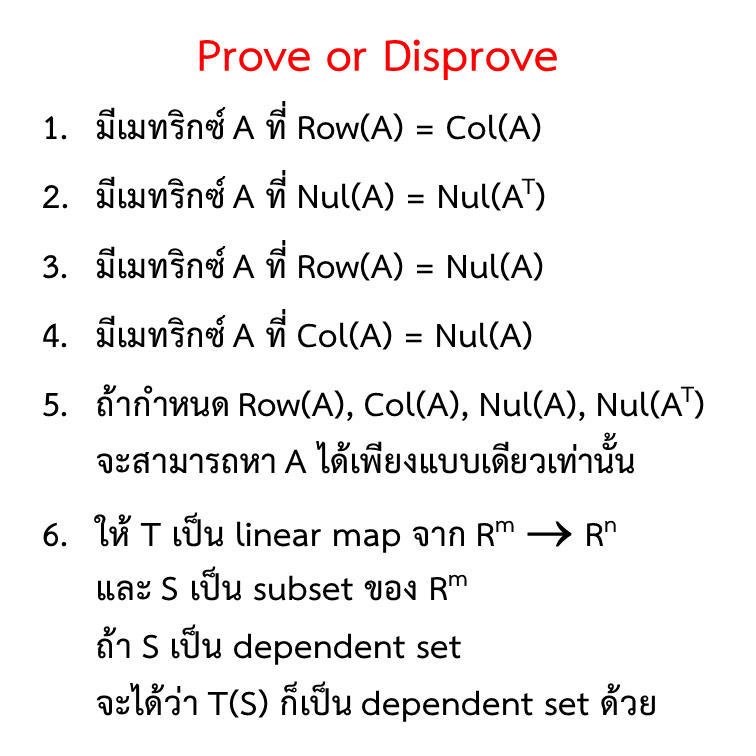 Prove or Disprove
1. มีเมทริกซ์ A ที่ Row(A) = Col(A)
2. มีเมทริกซ์ A ที่ Nul(A) = Nul(Aᵀ)
3. มีเมทริกซ์ A ที่ Row(A) = Nul(A)
4. มีเมทริกซ์ A ที่ Col(A) = Nul(A)
5. ถ้ากำหนด Row(A), Col(A), Nul(A), Nul(Aᵀ)
จะสามารถหา A ได้เพียงแบบเดียวเท่านั้น
6. ให้ T เป็น linear map จาก Rᵐ → Rⁿ
และ S เป็น subset ของ Rᵐ
ถ้า S เป็น dependent set
จะได้ว่า T(S) ก็เป็น dependent set ด้วย